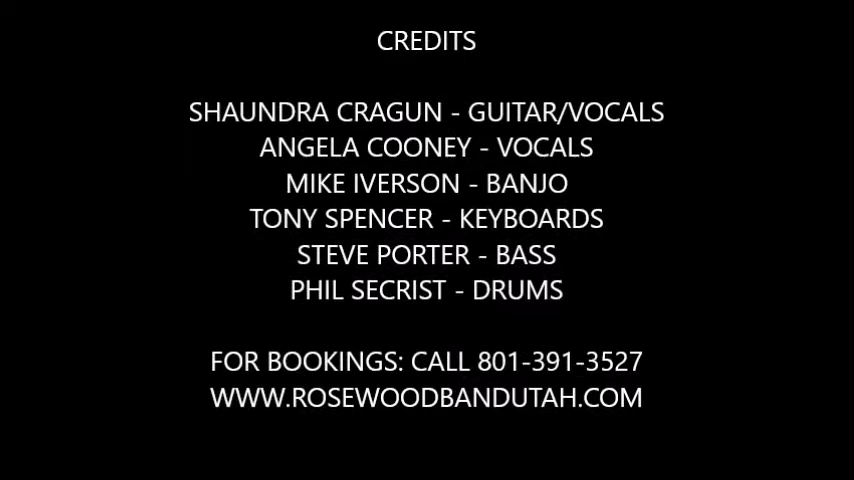 CREDITS
SHAUNDRA CRAGUN - GUITAR/VOCALS
ANGELA COONEY - VOCALS
MIKE IVERSON - BANJO
TONY SPENCER - KEYBOARDS
STEVE PORTER - BASS
PHIL SECRIST - DRUMS
FOR BOOKINGS: CALL 801-391-3527
WWW.ROSEWOODBANDUTAH.COM